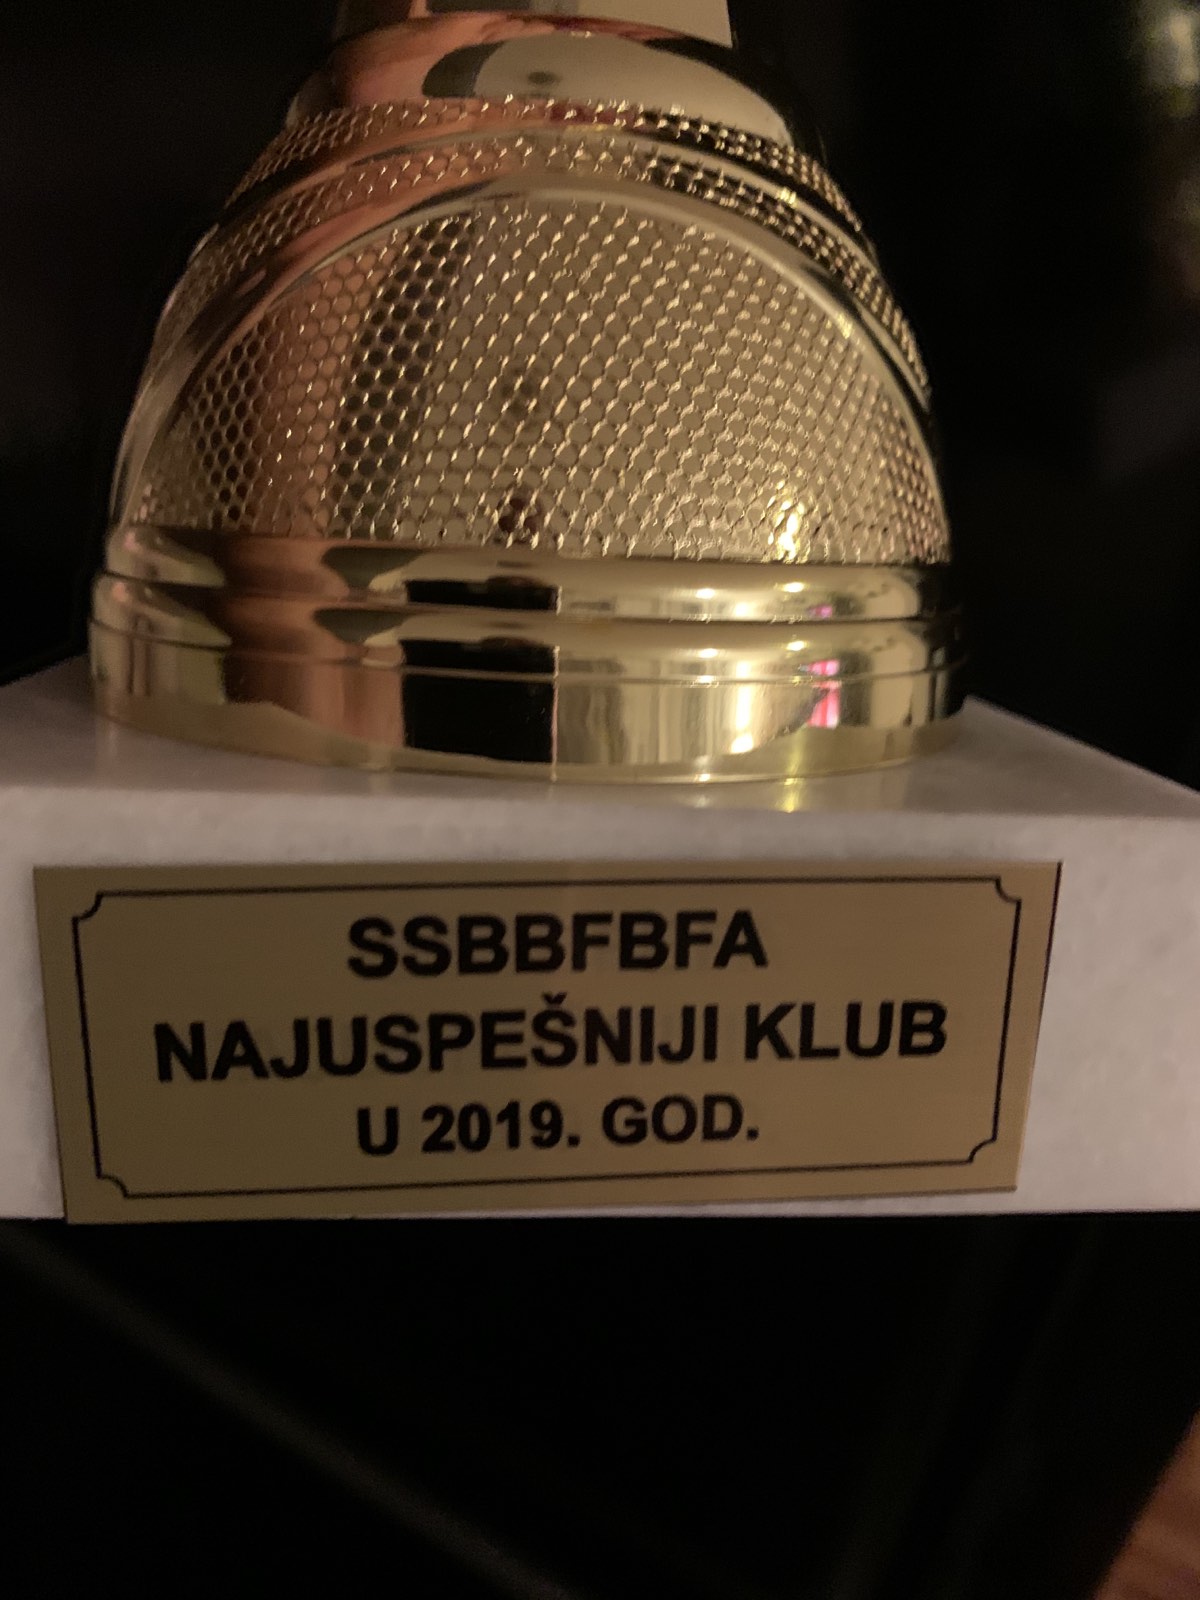 SSBBFBFA
NAJUSPEŠNIJI KLUB
U 2019. GOD.